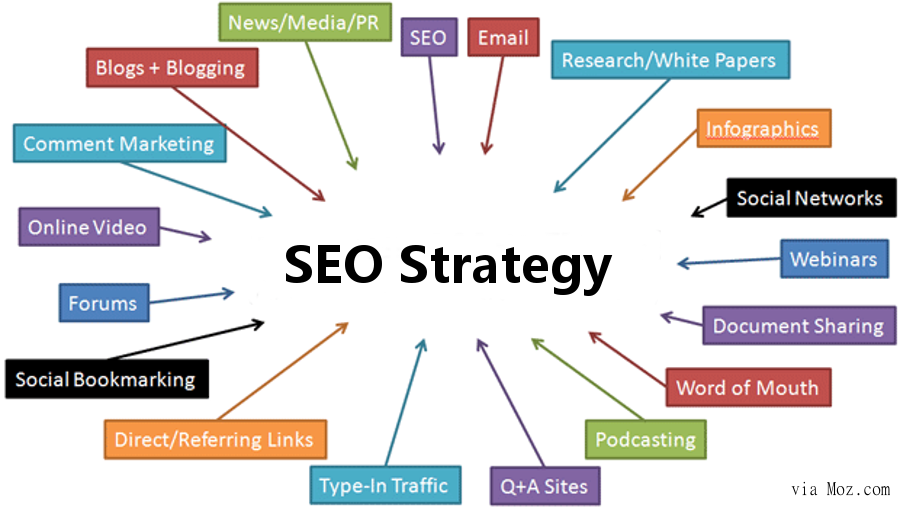 News/Media/PR
SEO
Email
Blogs + Blogging
Research/White Papers
Comment Marketing
Infographics
Social Networks
Online Video
SEO Strategy
Webinars
Forums
Document Sharing
Social Bookmarking
Word of Mouth
Direct/Referring Links
Podcasting
Type-In Traffic
Q+A Sites
via Moz.com